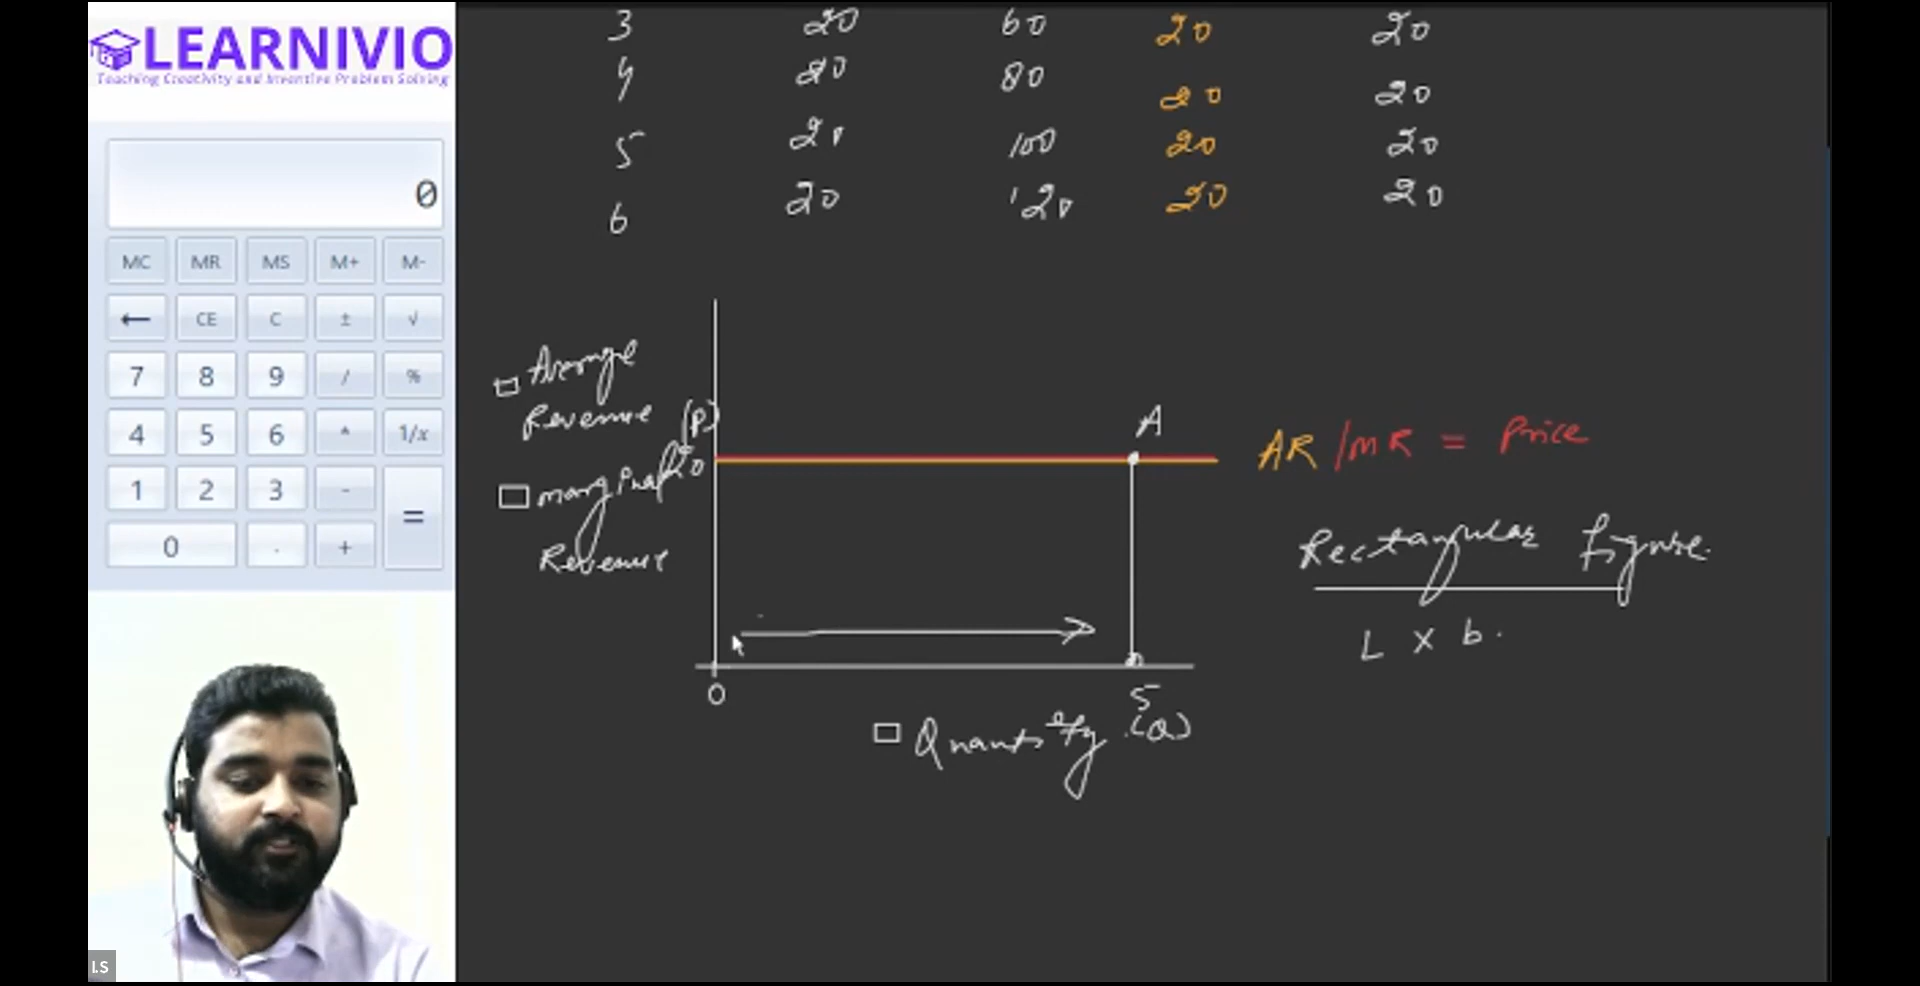 LEARNIVIO
Teaching Creativity and Inventive Problem Solving
0
MC MR MS M+ M-
← CE C ± √
7 8 9 / %
4 5 6 * 1/x
1 2 3 - =
0 . +
I.S
3 20 60 20 20
4 20 80 20 20
5 20 100 20 20
6 20 120 20 20
Average
Revenue (P)
20
marginal
Revenue
A
AR /MR = Price
Rectangular figure.
L x b.
0 5
Quantity (Q)